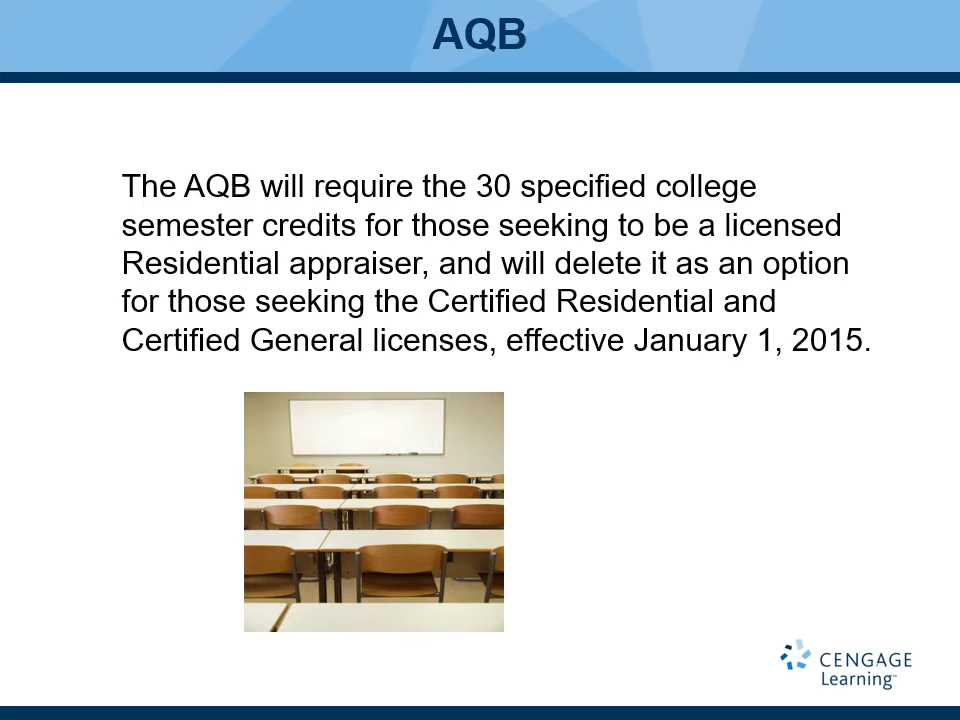 AQB
The AQB will require the 30 specified college
semester credits for those seeking to be a licensed
Residential appraiser, and will delete it as an option
for those seeking the Certified Residential and
Certified General licenses, effective January 1, 2015.
CENGAGE
Learning™